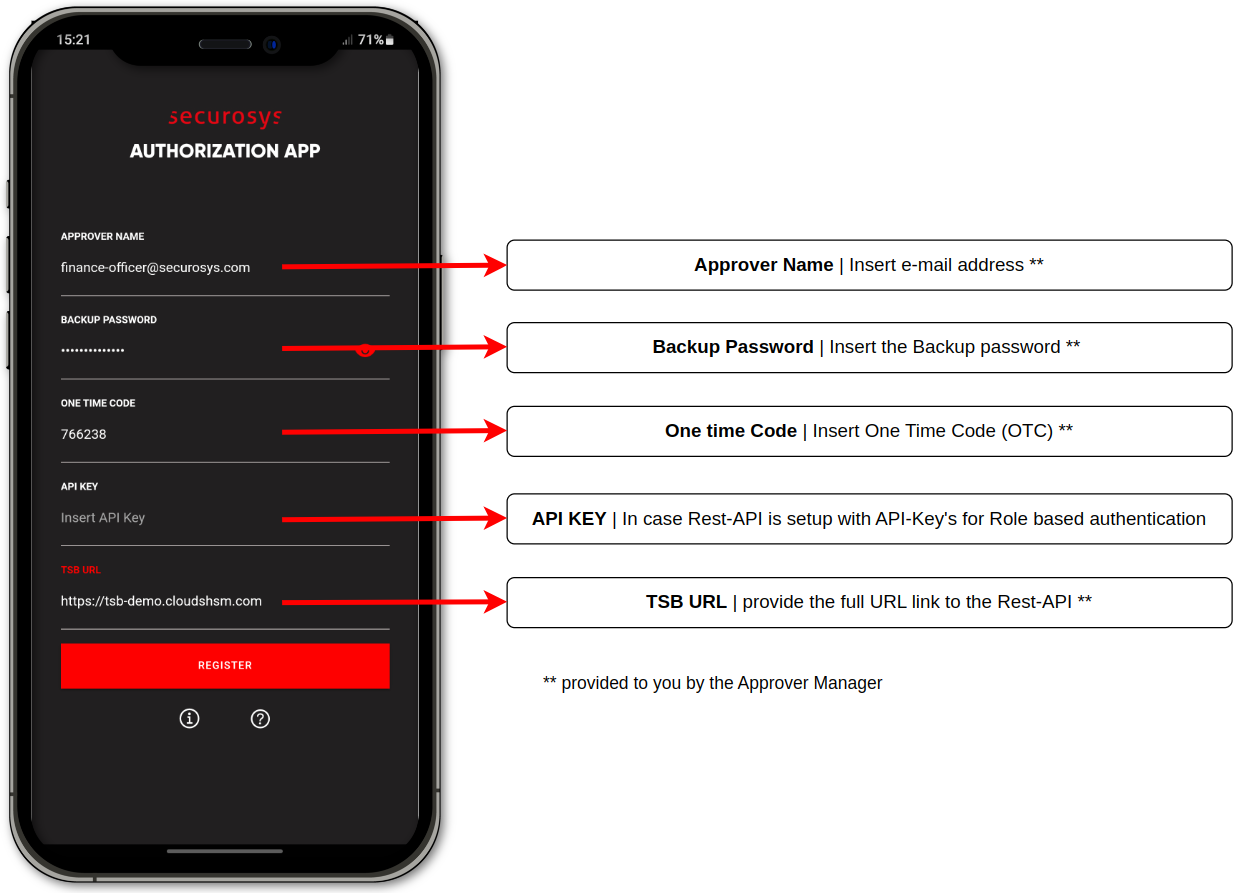 15:21
71%
securosys
AUTHORIZATION APP
APPROVER NAME
finance-officer@securosys.com
Approver Name | Insert e-mail address **
BACKUP PASSWORD
••••••••••••••
Backup Password | Insert the Backup password **
ONE TIME CODE
766238
One time Code | Insert One Time Code (OTC) **
API KEY
Insert API Key
API KEY | In case Rest-API is setup with API-Key's for Role based authentication
TSB URL
https://tsb-demo.cloudshsm.com
TSB URL | provide the full URL link to the Rest-API **
REGISTER
** provided to you by the Approver Manager